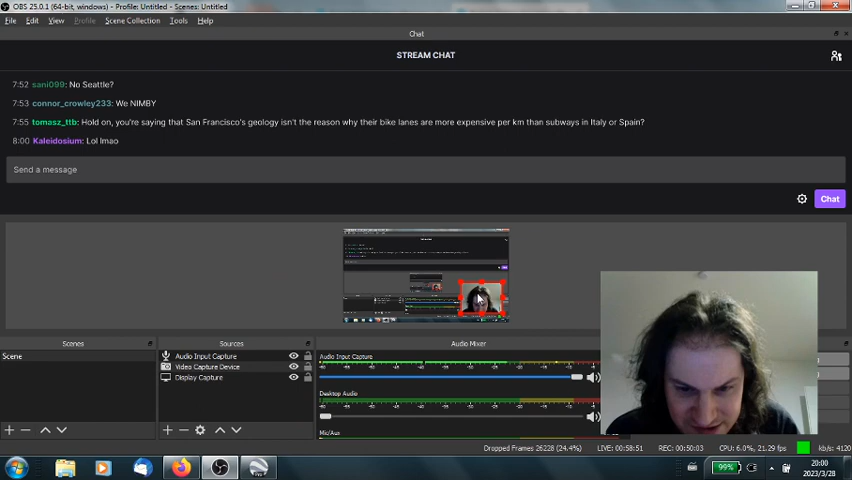 OBS 25.0.1 (64-bit, windows) - Profile: Untitled - Scenes: Untitled
File Edit View Profile Scene Collection Tools Help
Chat
STREAM CHAT
7:52 sani099: No Seattle?
7:53 connor_crowley233: We NIMBY
7:55 tomasz_ttb: Hold on, you're saying that San Francisco's geology isn't the reason why their bike lanes are more expensive per km than subways in Italy or Spain?
8:00 Kaleidosium: Lol lmao
Send a message
Chat
Scenes Sources Audio Mixer
Scene
Audio Input Capture
Video Capture Device
Display Capture
Audio Input Capture
Desktop Audio
Mic/Aux
Dropped Frames 26228 (24.4%) LIVE: 00:58:51 REC: 00:50:03 CPU: 6.0%, 21.29 fps kb/s: 4120
99% 20:00
2023/3/28